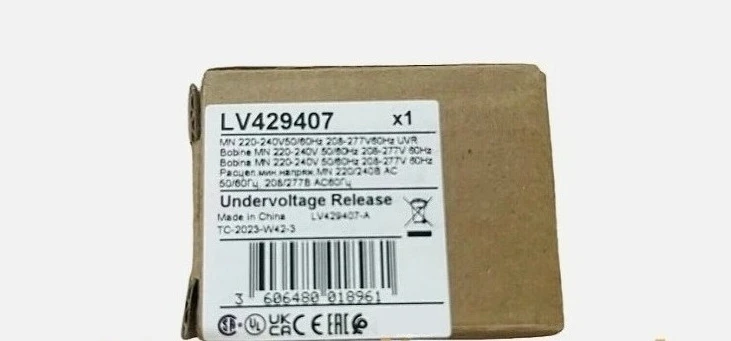 LV429407 x1
MN 220-240V50/60Hz 208-277V60Hz UVR
Bobine MN 220-240V 50/60Hz 208-277V 60Hz
Bobina MN 220-240V 50/60Hz 208-277V 60Hz
Расцеп.мин.напряж.MN 220/240В AC
50/60Гц, 208/277В AC60Гц
Undervoltage Release
Made in China LV429407-A
TC-2023-W42-3
3 606480 018961
UL UK CA CE EAC